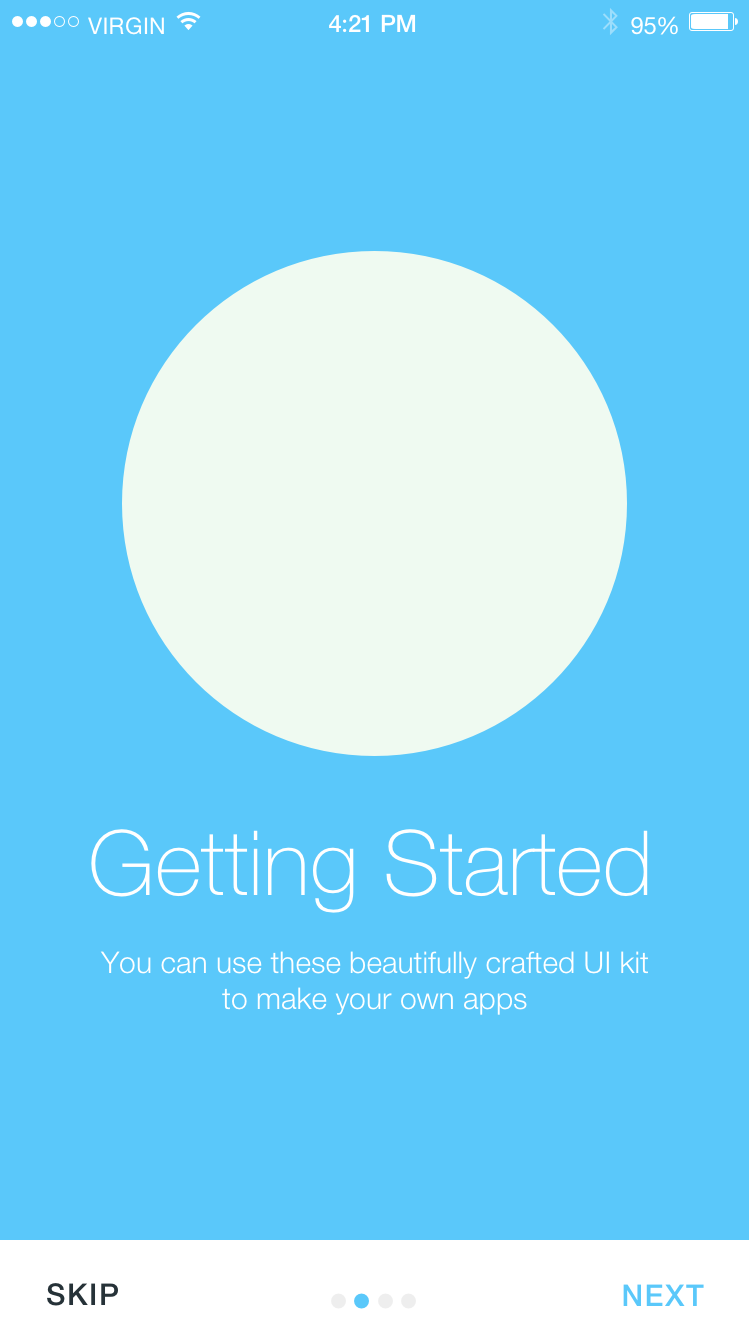 VIRGIN 4:21 PM 95%
Getting Started
You can use these beautifully crafted UI kit
to make your own apps
SKIP NEXT